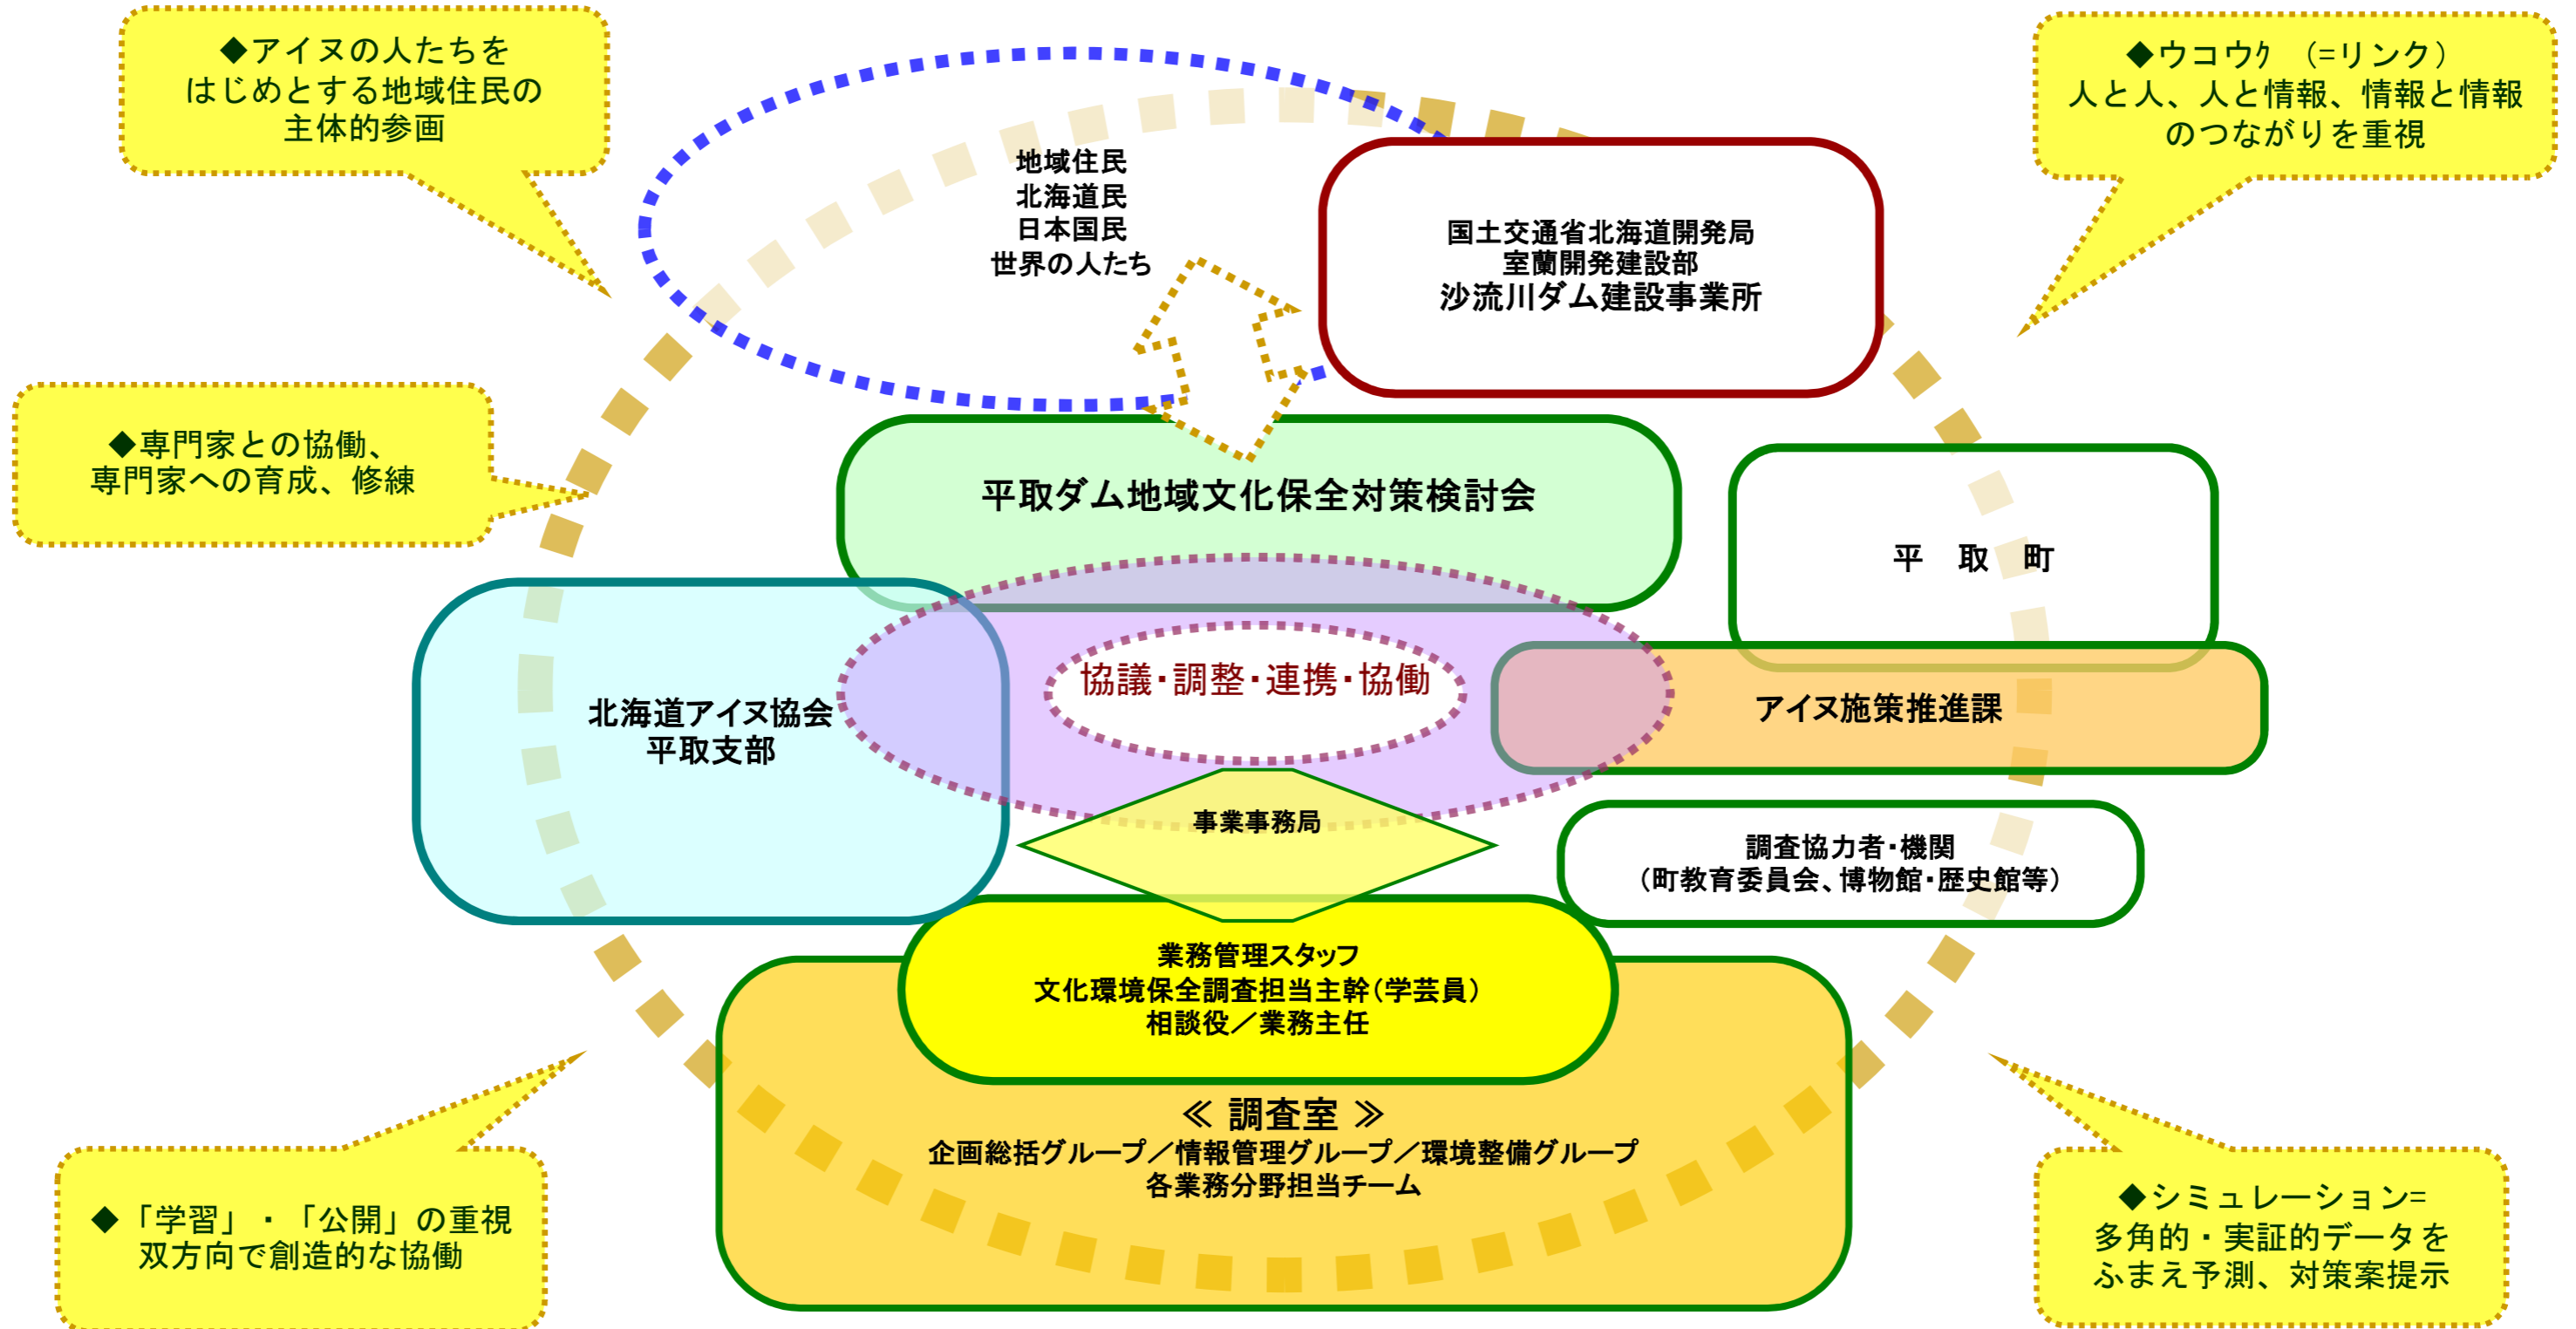 ◆アイヌの人たちを
はじめとする地域住民の
主体的参画
◆ウコウㇰ (=リンク)
人と人、人と情報、情報と情報
のつながりを重視
地域住民
北海道民
日本国民
世界の人たち
国土交通省北海道開発局
室蘭開発建設部
沙流川ダム建設事業所
◆専門家との協働、
専門家への育成、修練
平取ダム地域文化保全対策検討会
平 取 町
北海道アイヌ協会
平取支部
協議・調整・連携・協働
アイヌ施策推進課
事業事務局
調査協力者・機関
(町教育委員会、博物館・歴史館等)
業務管理スタッフ
文化環境保全調査担当主幹(学芸員)
相談役/業務主任
≪ 調査室 ≫
企画総括グループ/情報管理グループ/環境整備グループ
各業務分野担当チーム
◆「学習」・「公開」の重視
双方向で創造的な協働
◆シミュレーション=
多角的・実証的データを
ふまえ予測、対策案提示